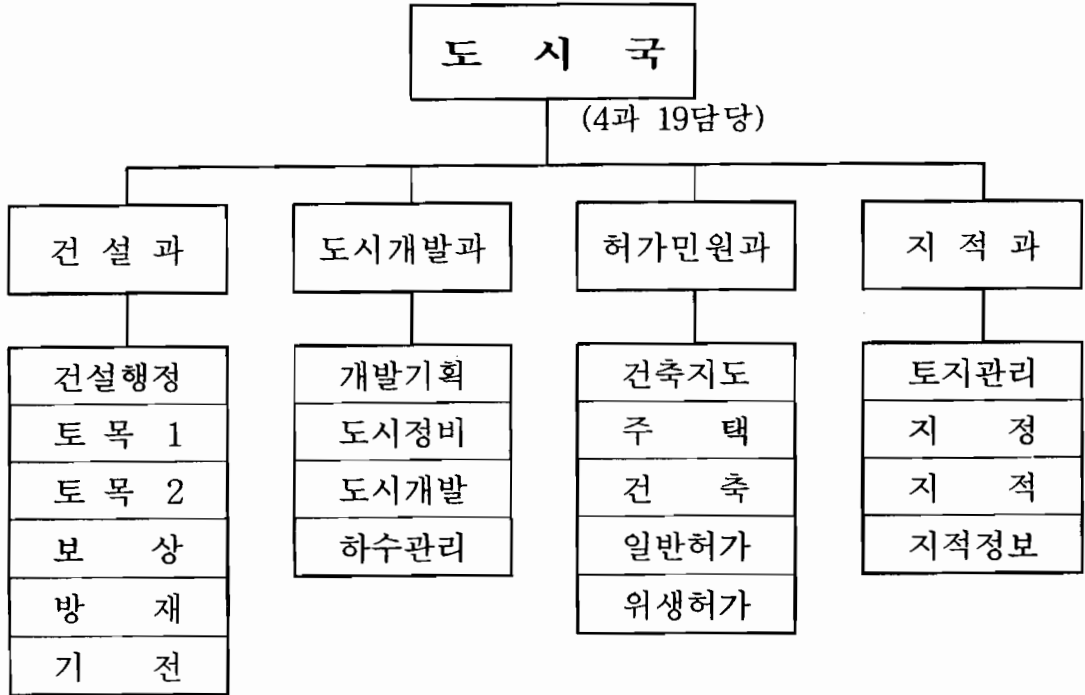 도 시 국
(4과 19담당)
건 설 과
도시개발과
허가민원과
지 적 과
건설행정
토 목 1
토 목 2
보 상
방 재
기 전
개발기획
도시정비
도시개발
하수관리
건축지도
주 택
건 축
일반허가
위생허가
토지관리
지 정
지 적
지적정보